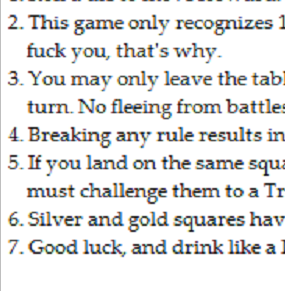 2. This game only recognizes 1
fuck you, that's why.
3. You may only leave the tabl
turn. No fleeing from battles
4. Breaking any rule results in
5. If you land on the same squa
must challenge them to a Tr
6. Silver and gold squares hav
7. Good luck, and drink like a